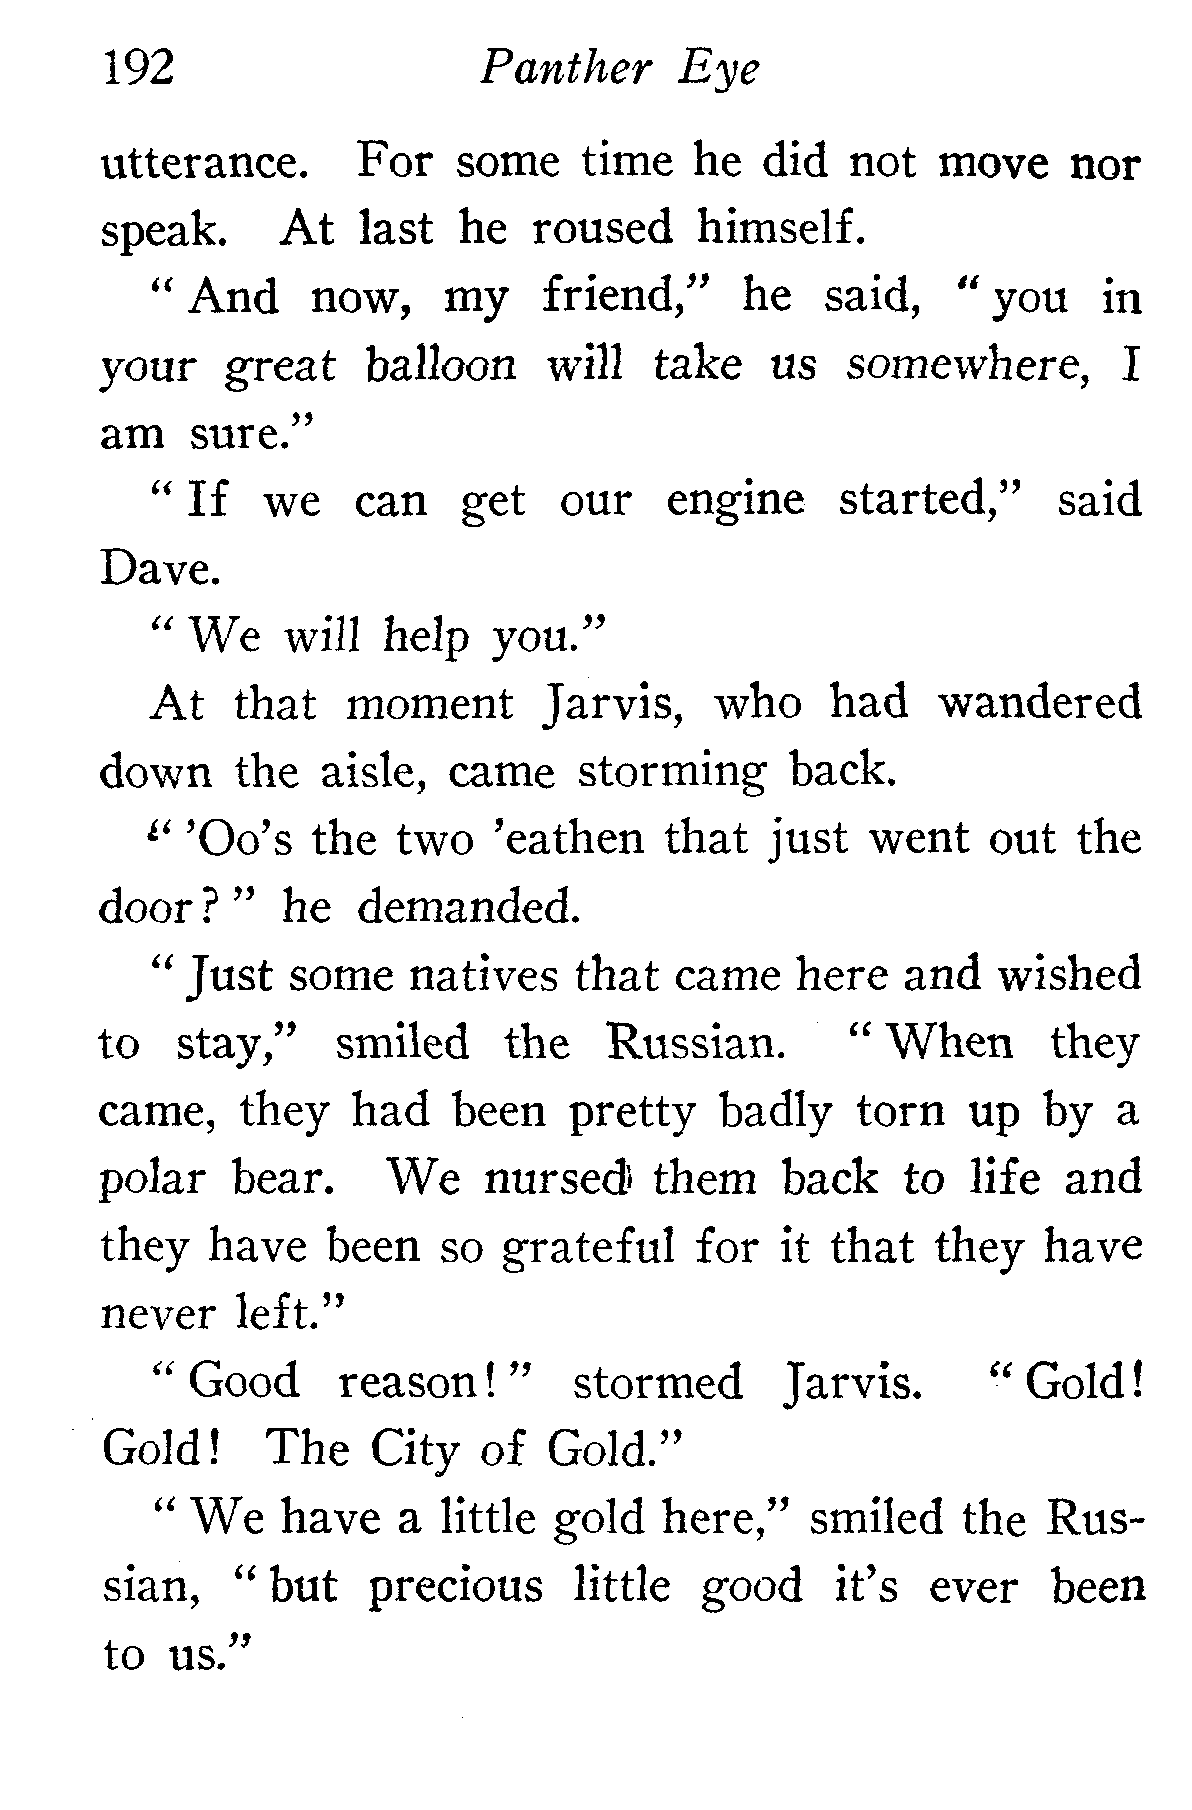 192 Panther Eye
utterance. For some time he did not move nor
speak. At last he roused himself.
“ And now, my friend,” he said, “ you in
your great balloon will take us somewhere, I
am sure.”
“ If we can get our engine started,” said
Dave.
“ We will help you.”
At that moment Jarvis, who had wandered
down the aisle, came storming back.
“ ’Oo’s the two ’eathen that just went out the
door? ” he demanded.
“ Just some natives that came here and wished
to stay,” smiled the Russian. “ When they
came, they had been pretty badly torn up by a
polar bear. We nursed them back to life and
they have been so grateful for it that they have
never left.”
“ Good reason! ” stormed Jarvis. “ Gold!
Gold! The City of Gold.”
“ We have a little gold here,” smiled the Rus-
sian, “ but precious little good it’s ever been
to us.”